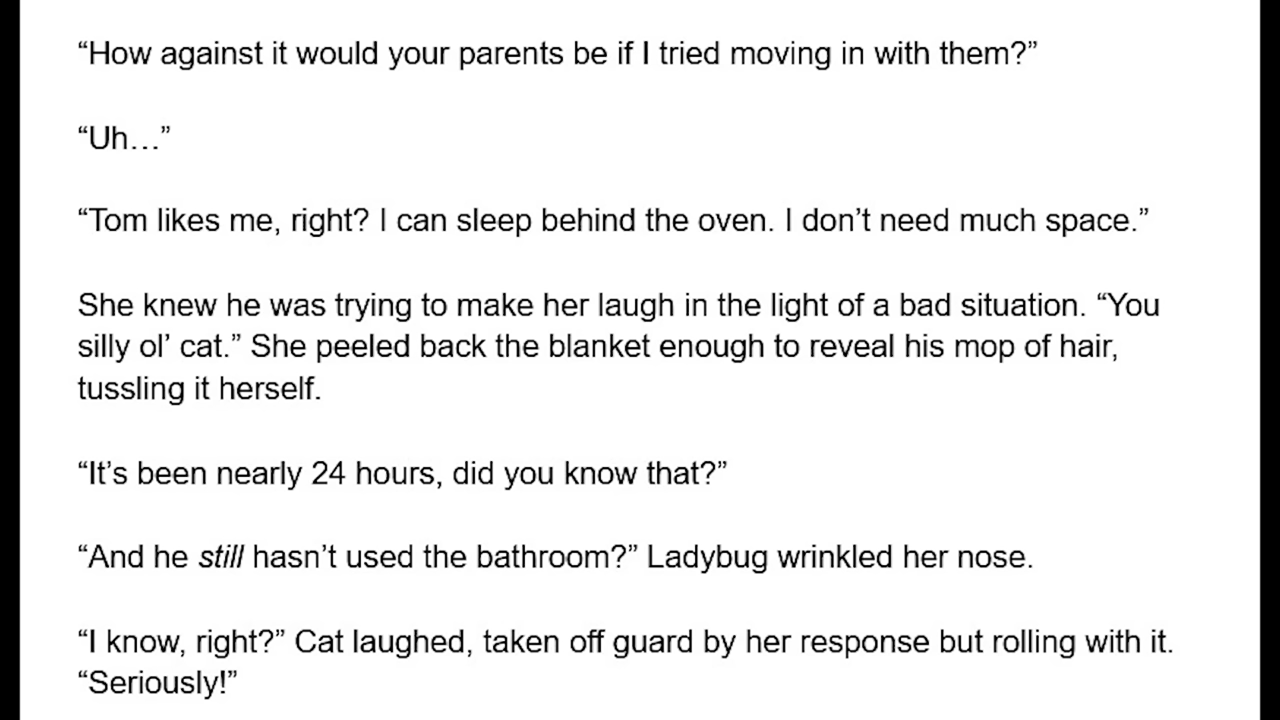 “How against it would your parents be if I tried moving in with them?”
“Uh…”
“Tom likes me, right? I can sleep behind the oven. I don’t need much space.”
She knew he was trying to make her laugh in the light of a bad situation. “You
silly ol’ cat.” She peeled back the blanket enough to reveal his mop of hair,
tussling it herself.
“It’s been nearly 24 hours, did you know that?”
“And he still hasn’t used the bathroom?” Ladybug wrinkled her nose.
“I know, right?” Cat laughed, taken off guard by her response but rolling with it.
“Seriously!”